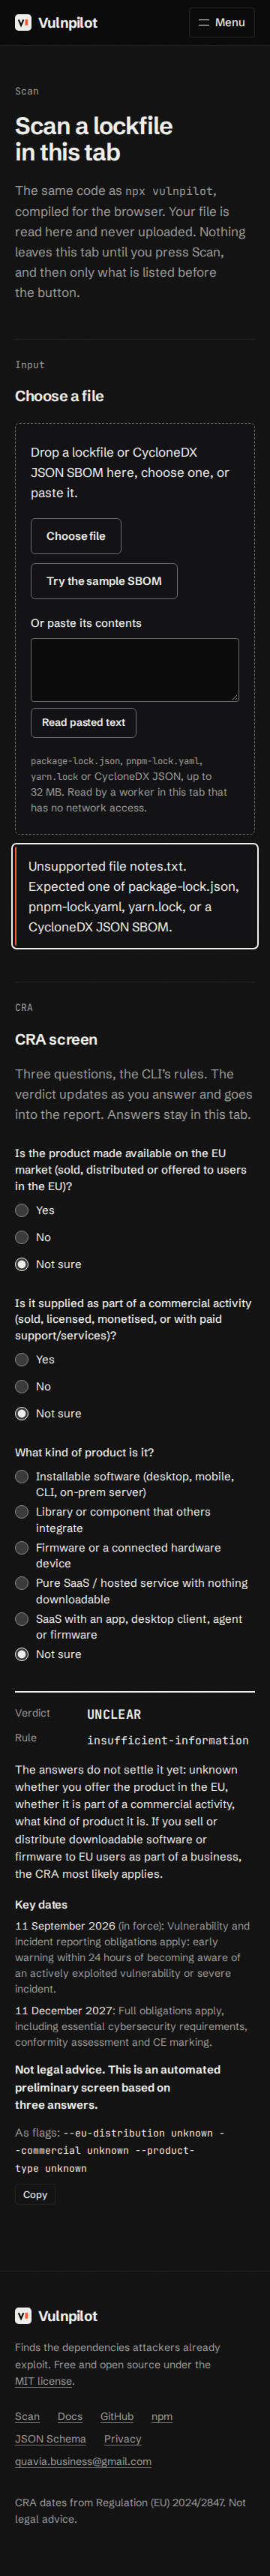 Vulnpilot
Menu
Scan
Scan a lockfile
in this tab
The same code as npx vulnpilot,
compiled for the browser. Your file is
read here and never uploaded. Nothing
leaves this tab until you press Scan,
and then only what is listed before
the button.
Input
Choose a file
Drop a lockfile or CycloneDX
JSON SBOM here, choose one, or
paste it.
Choose file
Try the sample SBOM
Or paste its contents
Read pasted text
package-lock.json, pnpm-lock.yaml,
yarn.lock or CycloneDX JSON, up to
32 MB. Read by a worker in this tab that
has no network access.
Unsupported file notes.txt.
Expected one of package-lock.json,
pnpm-lock.yaml, yarn.lock, or a
CycloneDX JSON SBOM.
CRA
CRA screen
Three questions, the CLI's rules. The
verdict updates as you answer and goes
into the report. Answers stay in this tab.
Is the product made available on the EU
market (sold, distributed or offered to users
in the EU)?
Yes
No
Not sure
Is it supplied as part of a commercial activity
(sold, licensed, monetised, or with paid
support/services)?
Yes
No
Not sure
What kind of product is it?
Installable software (desktop, mobile,
CLI, on-prem server)
Library or component that others
integrate
Firmware or a connected hardware
device
Pure SaaS / hosted service with nothing
downloadable
SaaS with an app, desktop client, agent
or firmware
Not sure
Verdict UNCLEAR
Rule insufficient-information
The answers do not settle it yet: unknown
whether you offer the product in the EU,
whether it is part of a commercial activity,
what kind of product it is. If you sell or
distribute downloadable software or
firmware to EU users as part of a business,
the CRA most likely applies.
Key dates
11 September 2026 (in force): Vulnerability and
incident reporting obligations apply: early
warning within 24 hours of becoming aware of
an actively exploited vulnerability or severe
incident.
11 December 2027: Full obligations apply,
including essential cybersecurity requirements,
conformity assessment and CE marking.
Not legal advice. This is an automated
preliminary screen based on
three answers.
As flags: --eu-distribution unknown -
-commercial unknown --product-
type unknown
Copy
Vulnpilot
Finds the dependencies attackers already
exploit. Free and open source under the
MIT license.
Scan Docs GitHub npm
JSON Schema Privacy
quavia.business@gmail.com
CRA dates from Regulation (EU) 2024/2847. Not
legal advice.